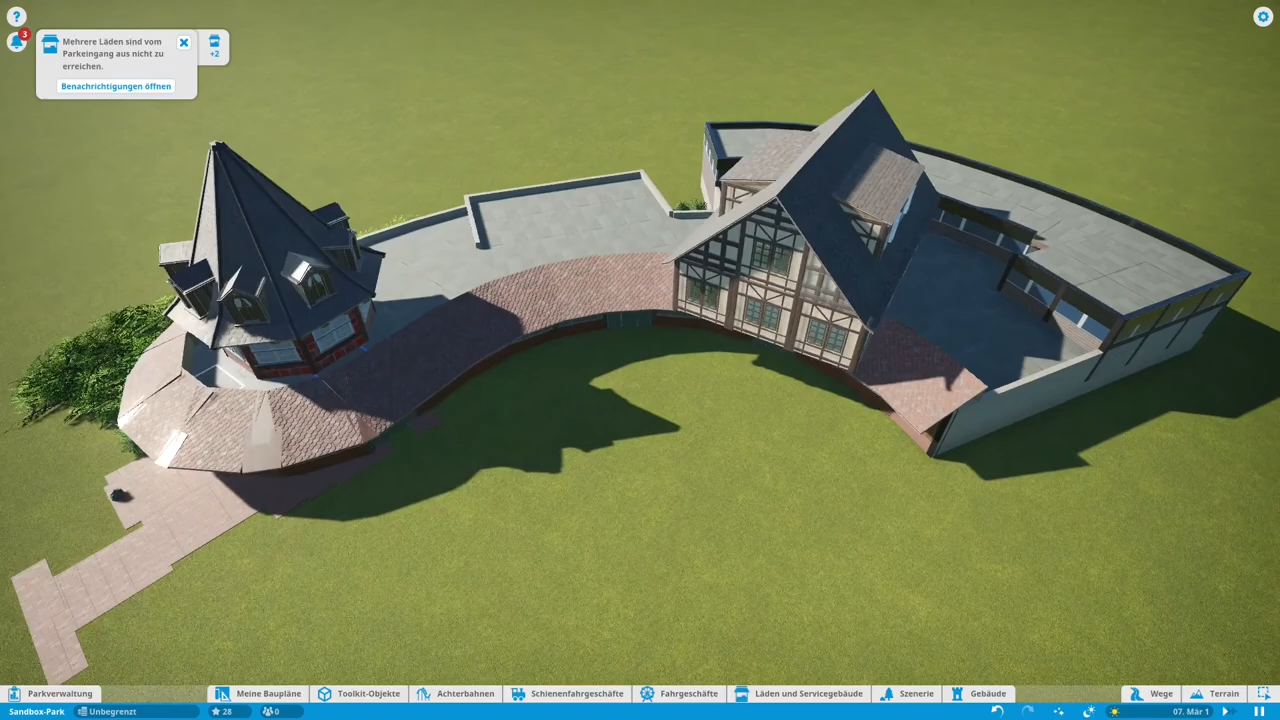 ?
3
Mehrere Läden sind vom
Parkeingang aus nicht zu
erreichen.
+2
Benachrichtigungen öffnen
Parkverwaltung
Meine Baupläne
Toolkit-Objekte
Achterbahnen
Schienenfahrgeschäfte
Fahrgeschäfte
Läden und Servicegebäude
Szenerie
Gebäude
Wege
Terrain
Sandbox-Park
Unbegrenzt
28
0
07. Mär 1